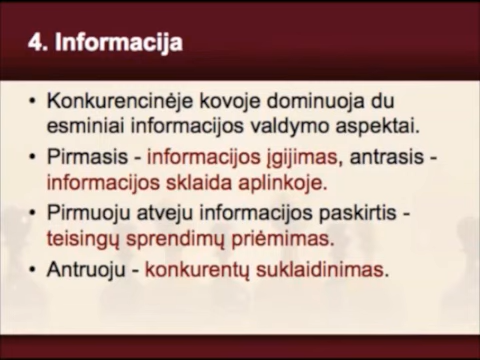 4. Informacija
• Konkurencinėje kovoje dominuoja du
esminiai informacijos valdymo aspektai.
• Pirmasis - informacijos įgijimas, antrasis -
informacijos sklaida aplinkoje.
• Pirmuoju atveju informacijos paskirtis -
teisingų sprendimų priėmimas.
• Antruoju - konkurentų suklaidinimas.